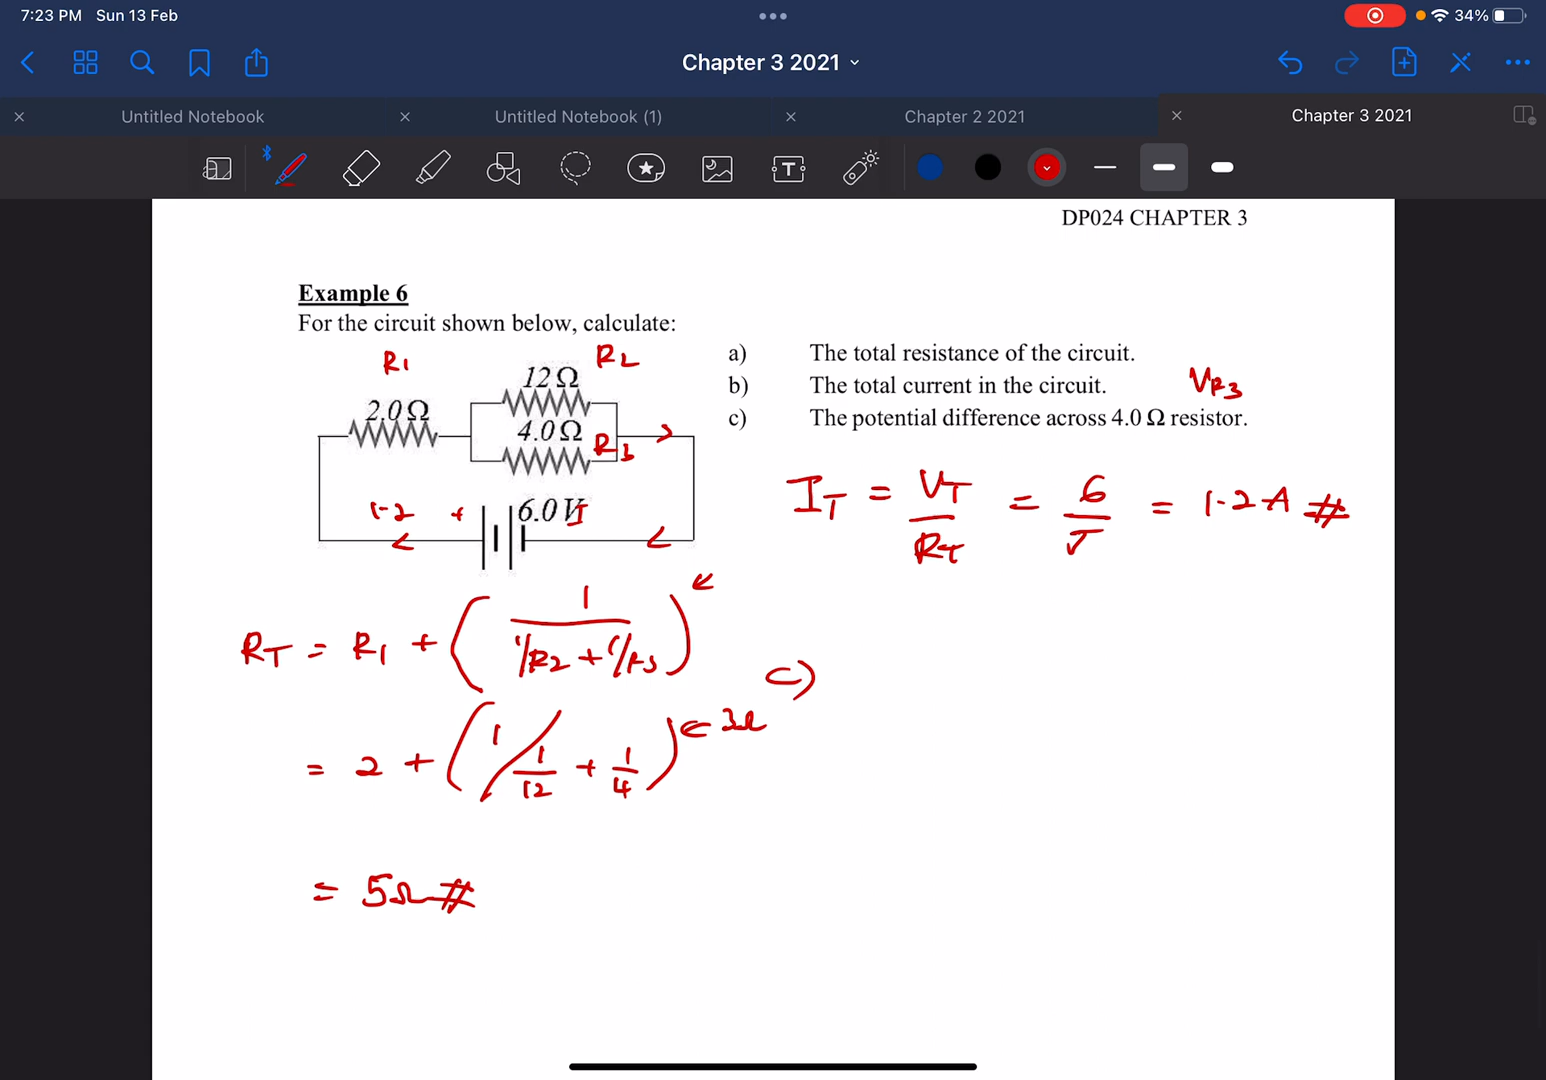 7:23 PM Sun 13 Feb
34%
Chapter 3 2021
Untitled Notebook
Untitled Notebook (1)
Chapter 2 2021
Chapter 3 2021
DP024 CHAPTER 3
Example 6
For the circuit shown below, calculate:
a) The total resistance of the circuit.
b) The total current in the circuit.
c) The potential difference across 4.0 Ω resistor.
VR3
R1
R2
12 Ω
2.0 Ω
4.0 Ω
R3
1.2
+
6.0 V
I
IT = VT / RT = 6 / 5 = 1.2 A #
RT = R1 + ( 1 / 1/R2 + 1/R3 )
c)
= 2 + ( 1 / 1/12 + 1/4 ) ← 3Ω
= 5Ω #